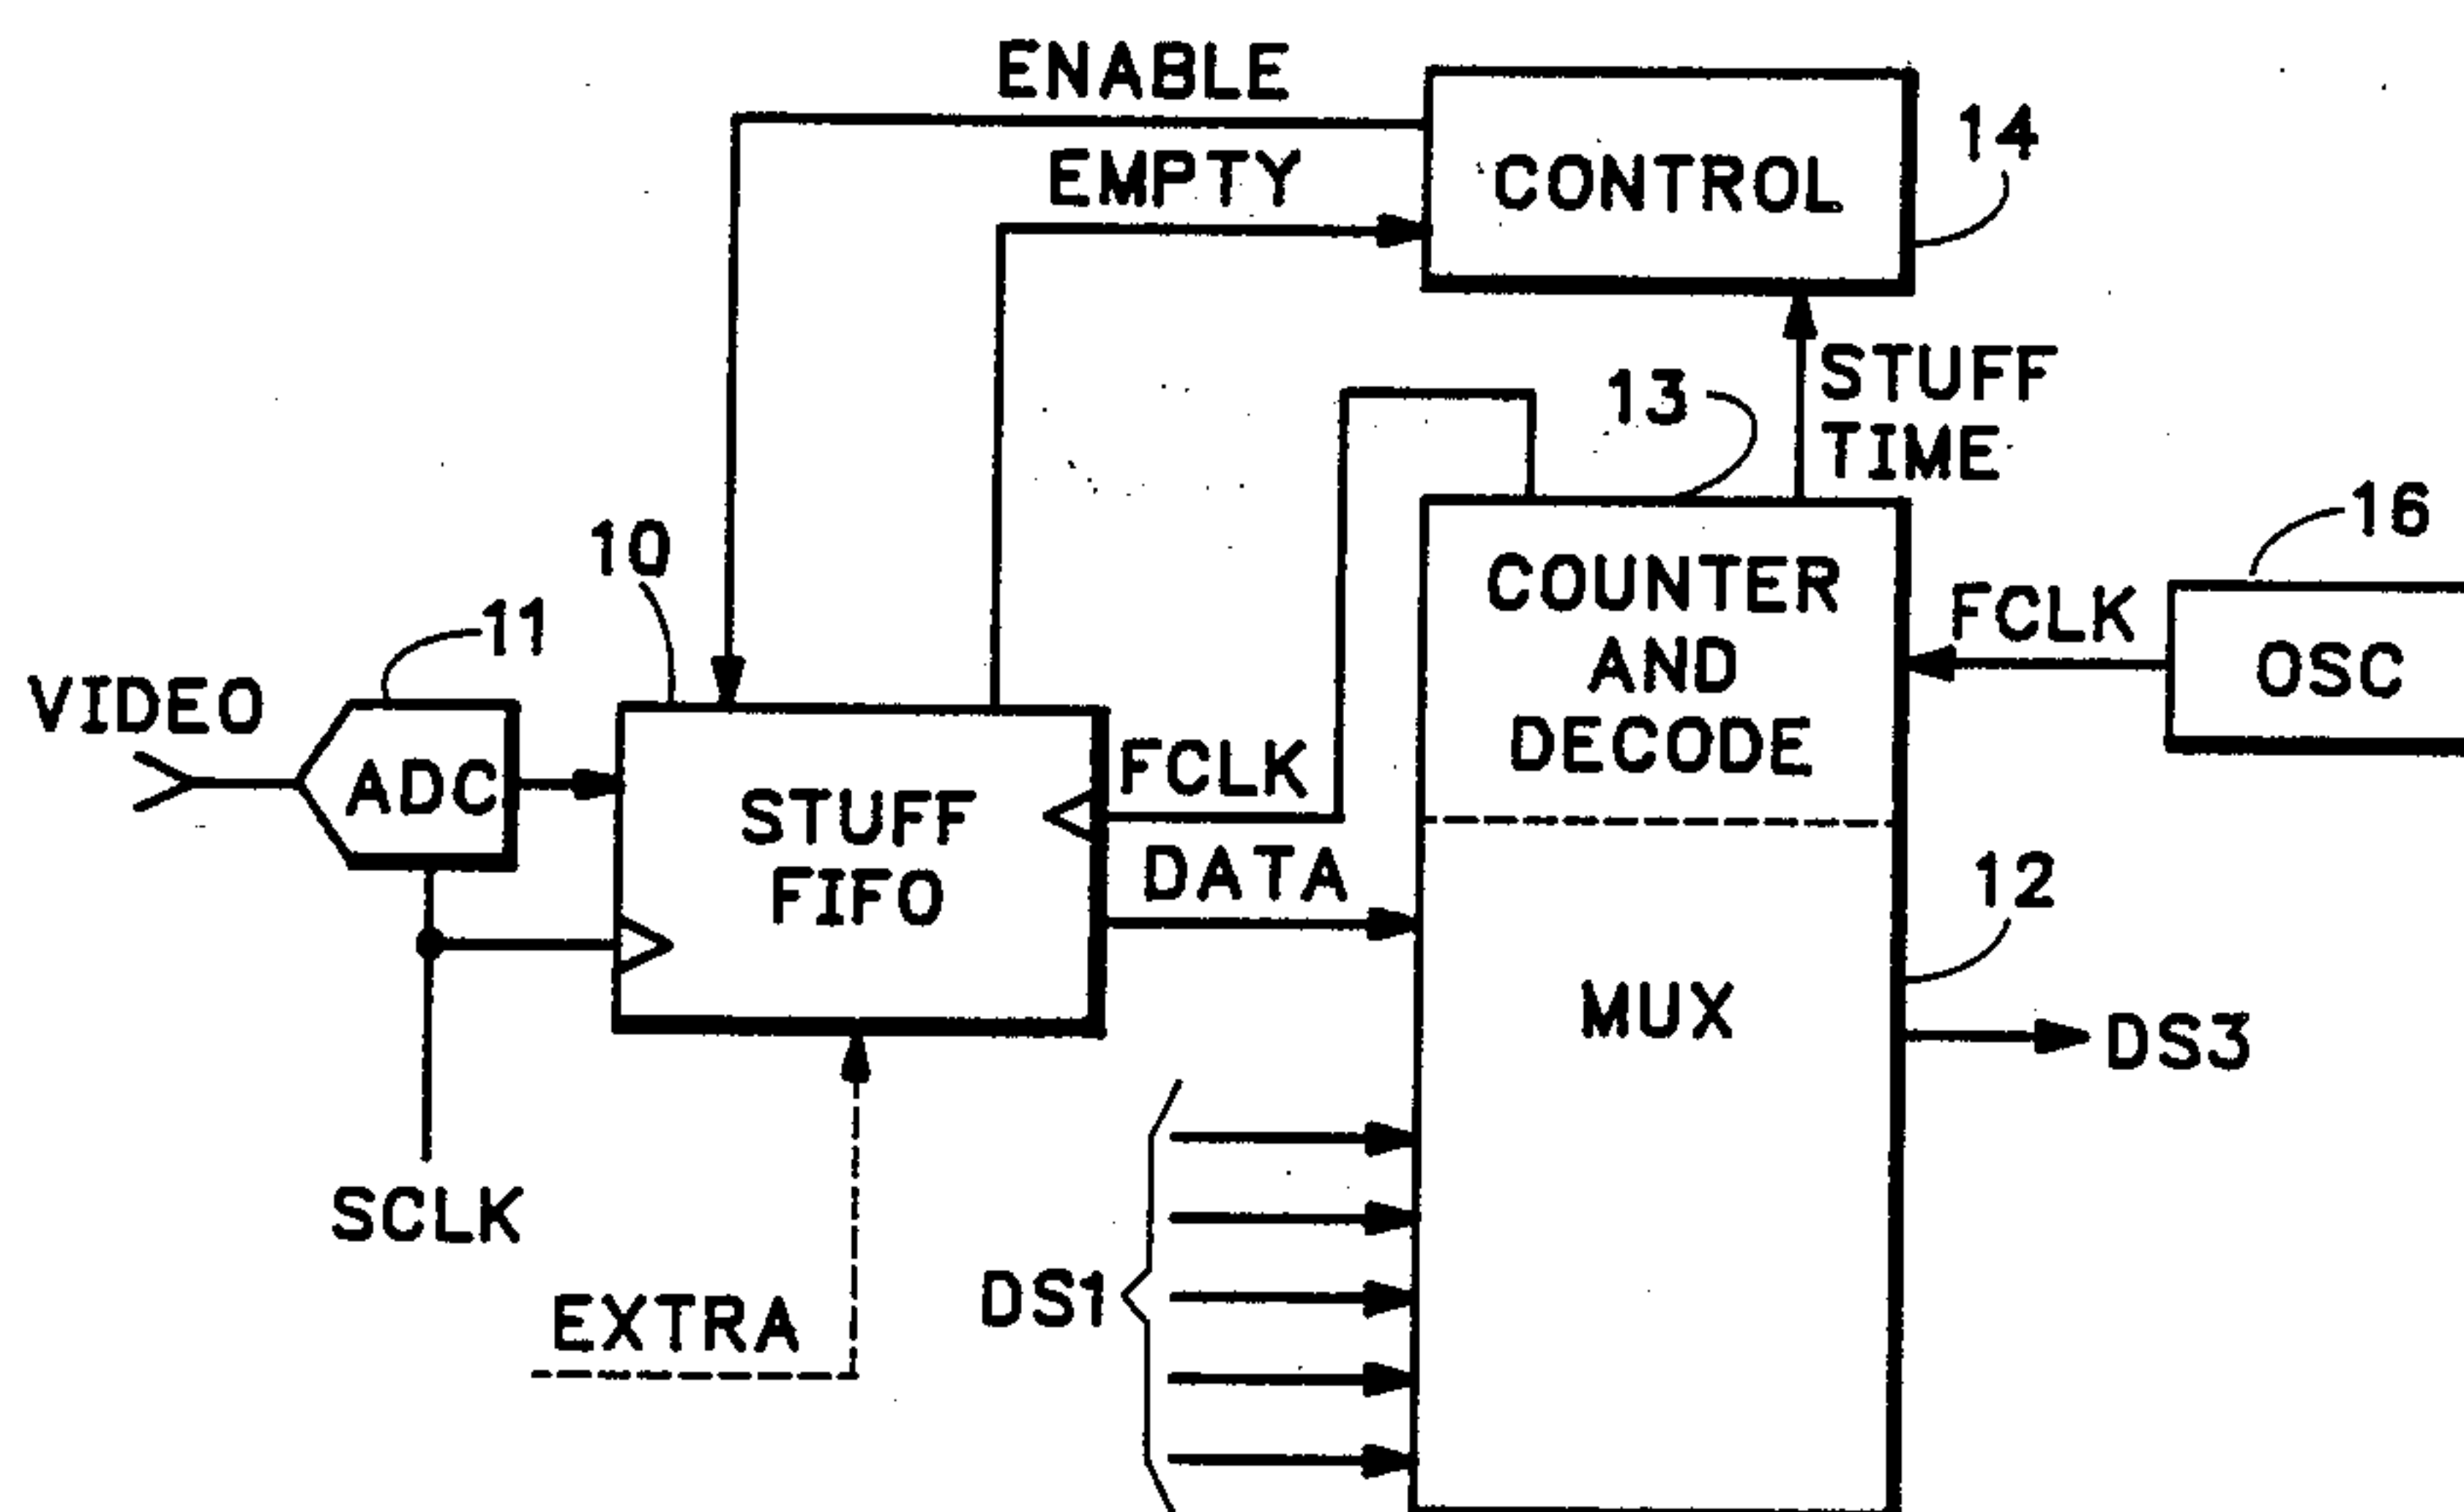 ENABLE
EMPTY
CONTROL
14
STUFF
TIME
13
16
10
COUNTER
AND
DECODE
FCLK
OSC
11
VIDEO
ADC
STUFF
FIFO
FCLK
DATA
12
MUX
DS3
SCLK
EXTRA
DS1